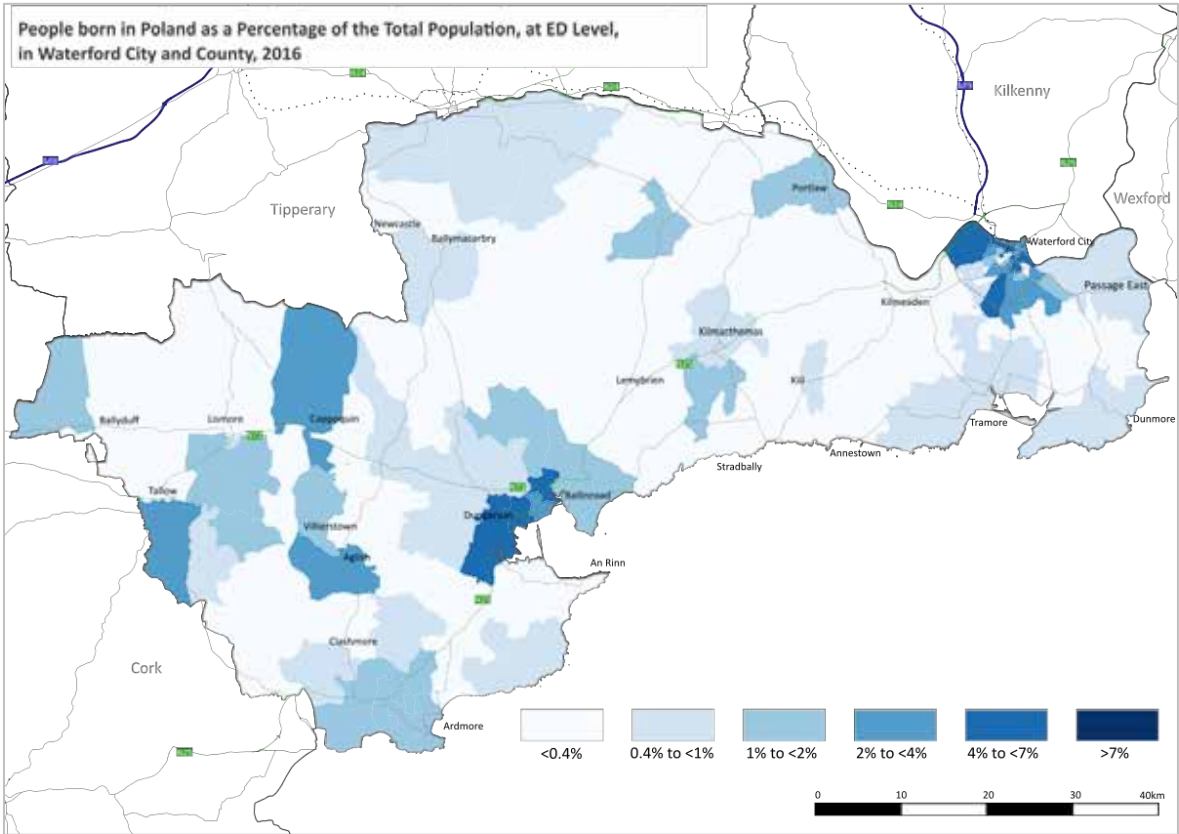 People born in Poland as a Percentage of the Total Population, at ED Level,
in Waterford City and County, 2016
Kilkenny
Wexford
Tipperary
Portlaw
Newcastle
Ballymacarbry
Waterford City
Passage East
Kilmeaden
Kilmacthomas
Lemybrien
Kill
Ballyduff
Lismore
Cappoquin
Tramore
Dunmore
Annestown
Stradbally
Tallow
Ballinroad
Dungarvan
Villierstown
Aglish
An Rinn
Clashmore
Cork
Ardmore
<0.4%
0.4% to <1%
1% to <2%
2% to <4%
4% to <7%
>7%
0 10 20 30 40km